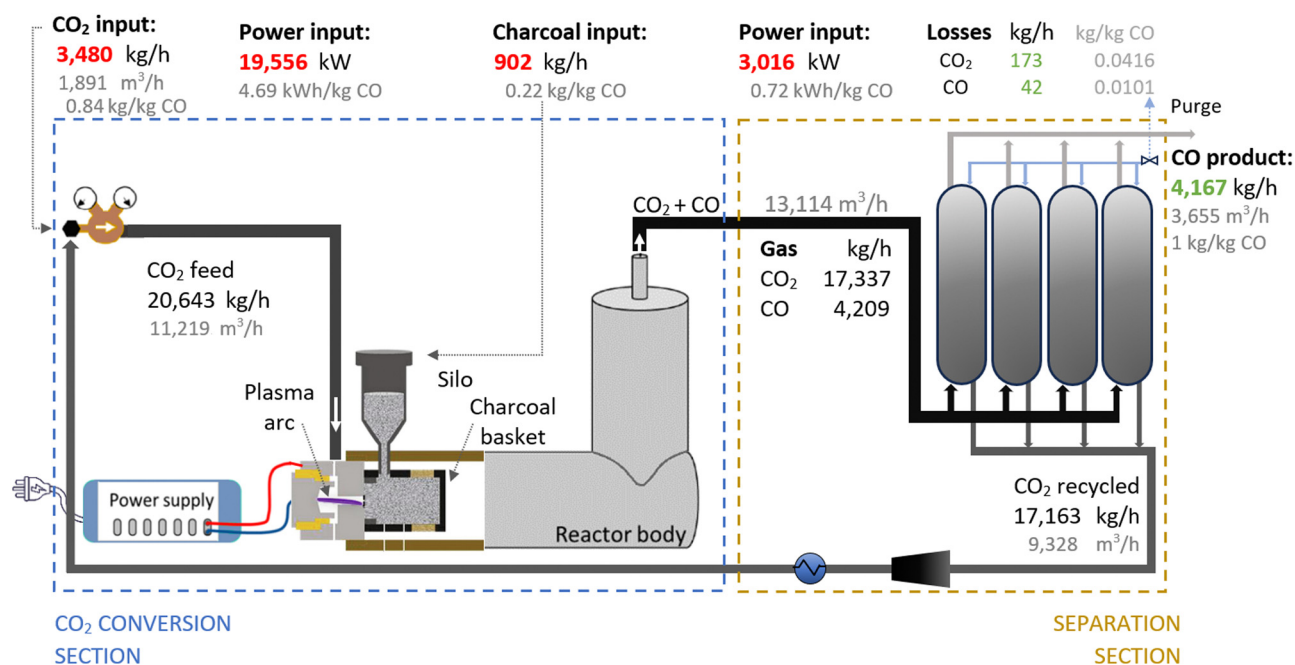 CO₂ input:
3,480 kg/h
1,891 m³/h
0.84 kg/kg CO
Power input:
19,556 kW
4.69 kWh/kg CO
Charcoal input:
902 kg/h
0.22 kg/kg CO
Power input:
3,016 kW
0.72 kWh/kg CO
Losses kg/h kg/kg CO
CO₂ 173 0.0416
CO 42 0.0101
Purge
CO product:
4,167 kg/h
3,655 m³/h
1 kg/kg CO
CO₂ + CO
13,114 m³/h
Gas kg/h
CO₂ 17,337
CO 4,209
CO₂ feed
20,643 kg/h
11,219 m³/h
Silo
Plasma
arc
Charcoal
basket
Power supply
Reactor body
CO₂ recycled
17,163 kg/h
9,328 m³/h
CO₂ CONVERSION
SECTION
SEPARATION
SECTION